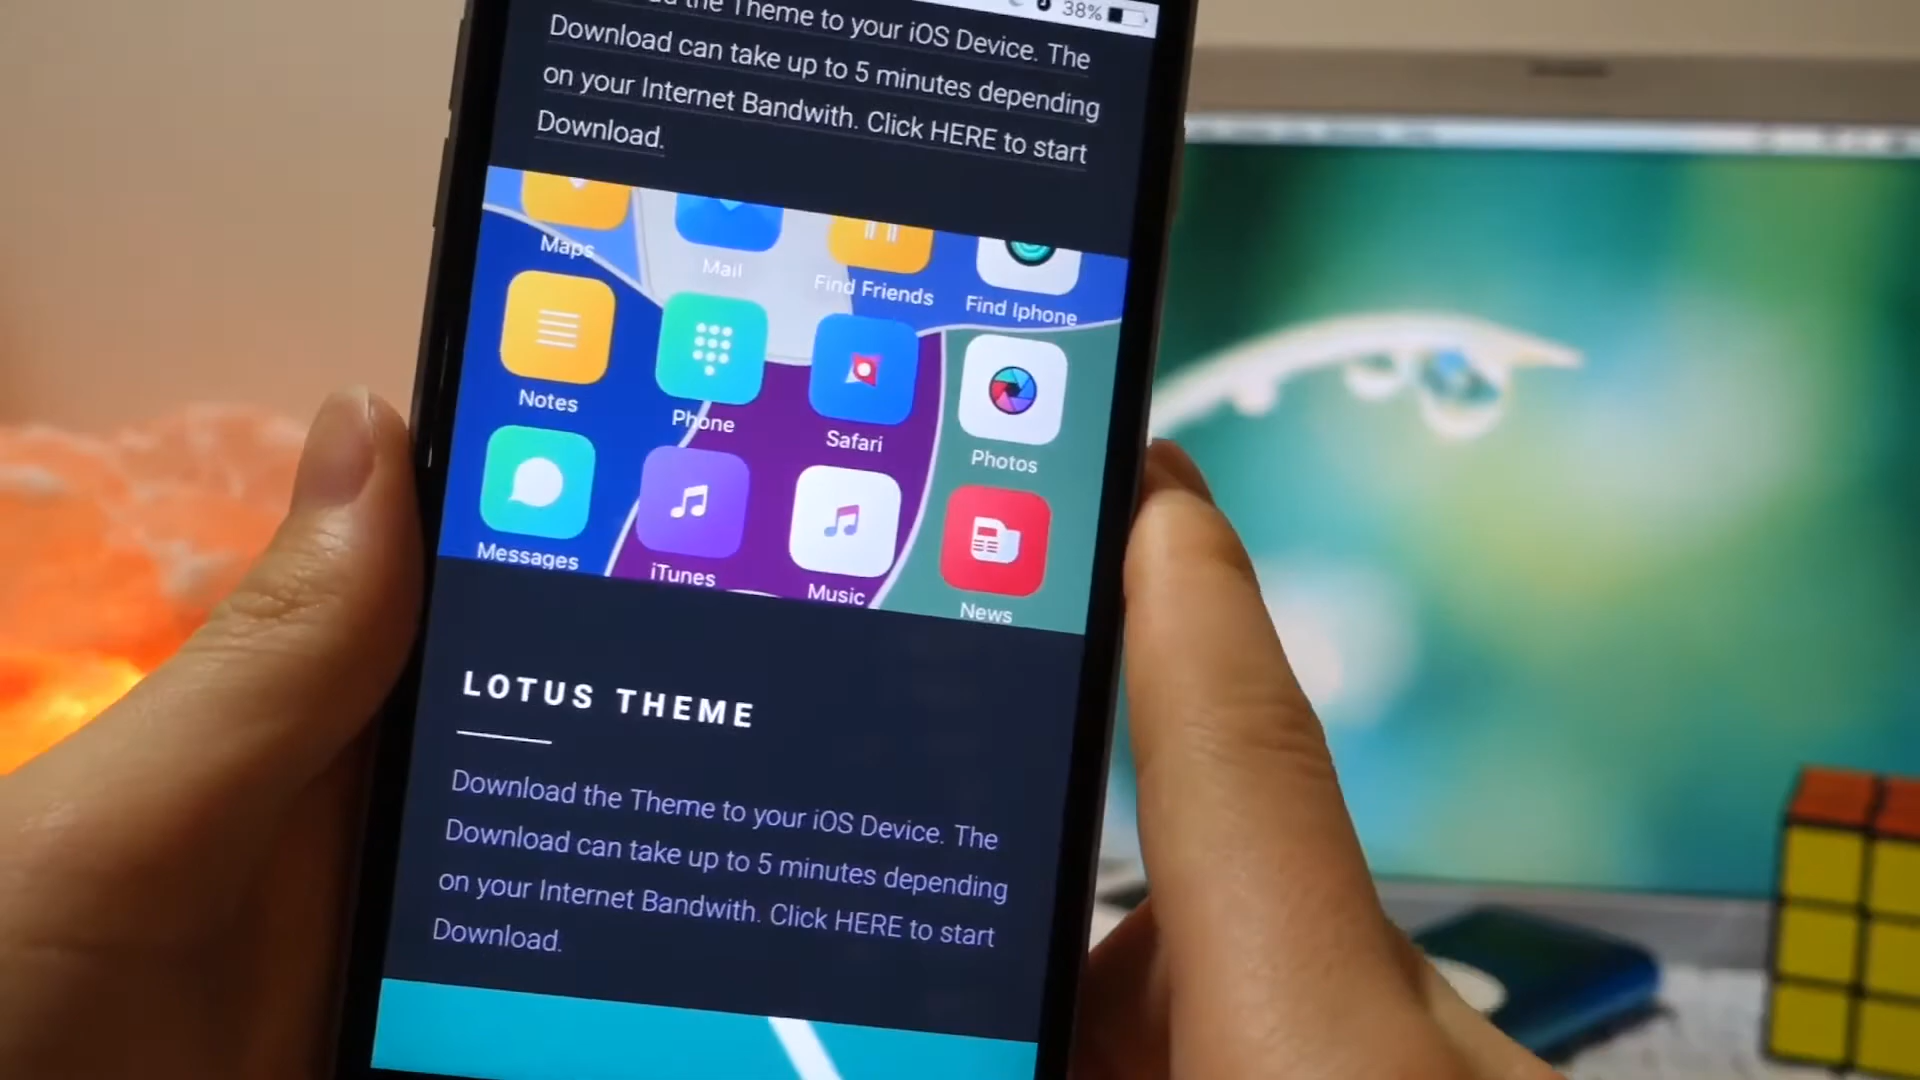 38%
the Theme to your iOS Device. The
Download can take up to 5 minutes depending
on your Internet Bandwith. Click HERE to start
Download.
Maps
Mail
Find Friends
Find Iphone
Notes
Phone
Safari
Photos
Messages
iTunes
Music
News
LOTUS THEME
Download the Theme to your iOS Device. The
Download can take up to 5 minutes depending
on your Internet Bandwith. Click HERE to start
Download.